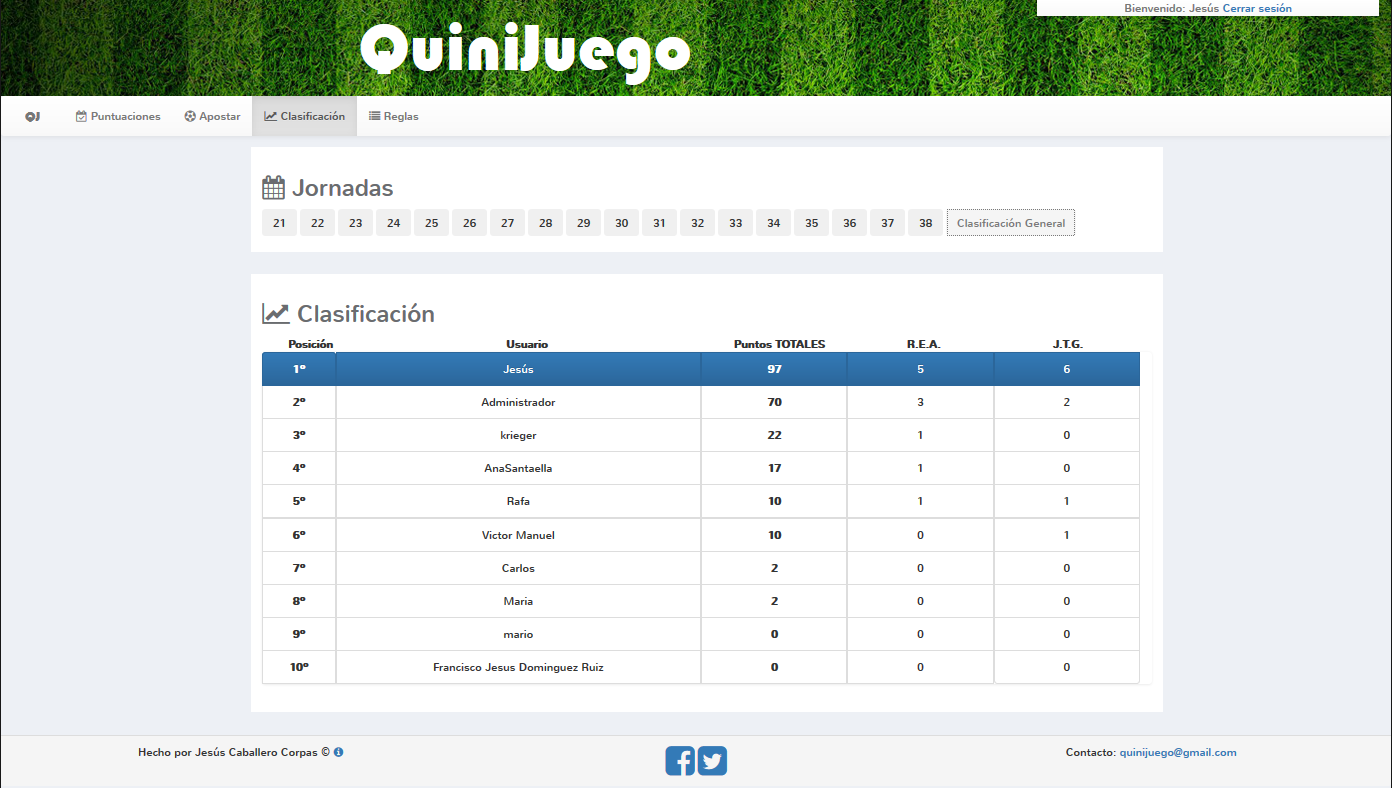 Bienvenido: Jesús Cerrar sesión
QuiniJuego
QJ Puntuaciones Apostar Clasificación Reglas
Jornadas
21 22 23 24 25 26 27 28 29 30 31 32 33 34 35 36 37 38 Clasificación General
Clasificación
Posición Usuario Puntos TOTALES R.E.A. J.T.G.
1º Jesús 97 5 6
2º Administrador 70 3 2
3º krieger 22 1 0
4º AnaSantaella 17 1 0
5º Rafa 10 1 1
6º Victor Manuel 10 0 1
7º Carlos 2 0 0
8º Maria 2 0 0
9º mario 0 0 0
10º Francisco Jesus Dominguez Ruiz 0 0 0
Hecho por Jesús Caballero Corpas © Contacto: quinijuego@gmail.com